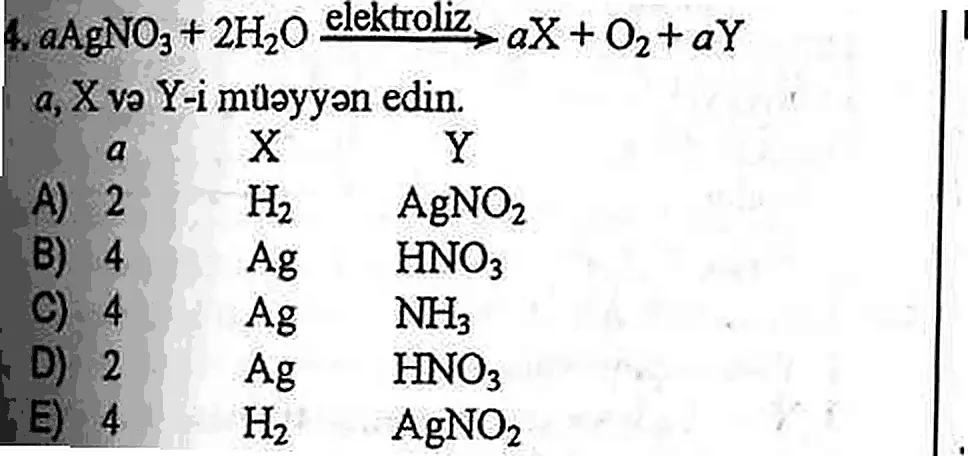 4. aAgNO₃ + 2H₂O elektroliz → aX + O₂ + aY
a, X və Y-i müəyyən edin.
a X Y
A) 2 H₂ AgNO₂
B) 4 Ag HNO₃
C) 4 Ag NH₃
D) 2 Ag HNO₃
E) 4 H₂ AgNO₂